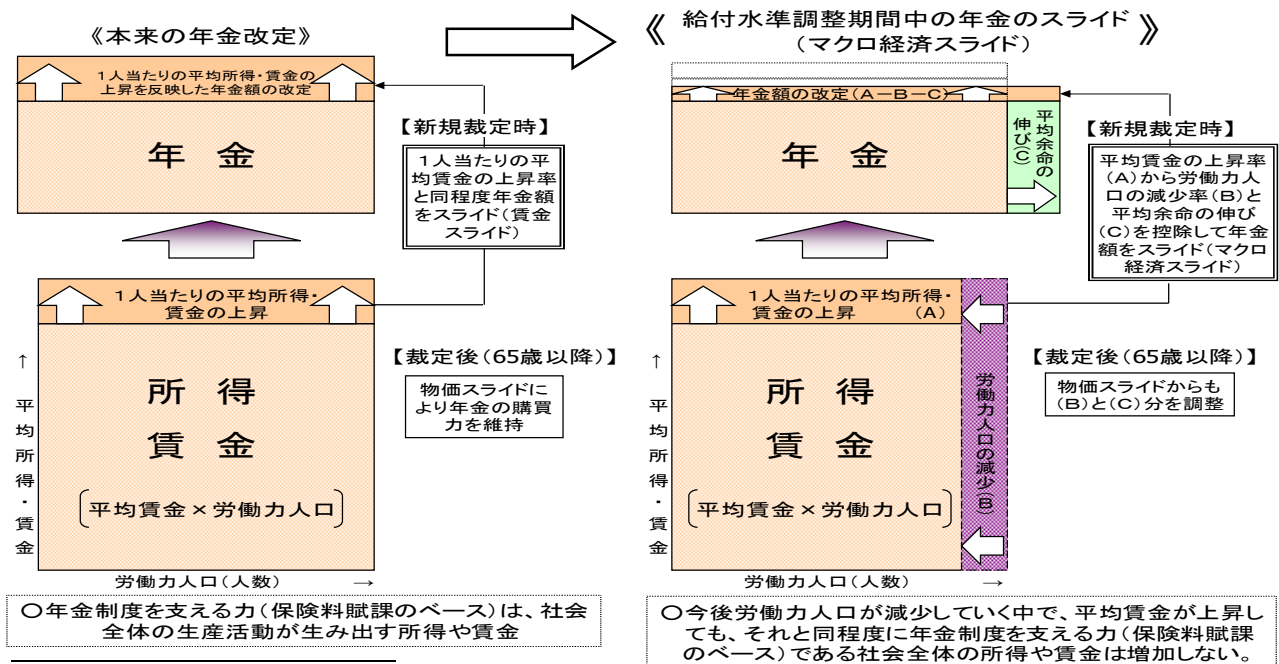 《本来の年金改定》
1人当たりの平均所得・賃金の
上昇を反映した年金額の改定
年 金
【新規裁定時】
1人当たりの平
均賃金の上昇率
と同程度年金額
をスライド(賃金
スライド)
1人当たりの平均所得・
賃金の上昇
所 得
賃 金
平均賃金×労働力人口
↑
平均所得・賃金
労働力人口(人数) →
【裁定後(65歳以降)】
物価スライドに
より年金の購買
力を維持
○年金制度を支える力(保険料賦課のベース)は、社会
全体の生産活動が生み出す所得や賃金
《 給付水準調整期間中の年金のスライド 》
(マクロ経済スライド)
年金額の改定(A-B-C)
年 金
平均余命の
伸び(C)
【新規裁定時】
平均賃金の上昇率
(A)から労働力人
口の減少率(B)と
平均余命の伸び
(C)を控除して年金
額をスライド(マクロ
経済スライド)
1人当たりの平均所得・
賃金の上昇 (A)
所 得
賃 金
平均賃金×労働力人口
労働力人口の減少(B)
↑
平均所得・賃金
労働力人口(人数) →
【裁定後(65歳以降)】
物価スライドからも
(B)と(C)分を調整
○今後労働力人口が減少していく中で、平均賃金が上昇し
ても、それと同程度に年金制度を支える力(保険料賦課
のベース)である社会全体の所得や賃金は増加しない。